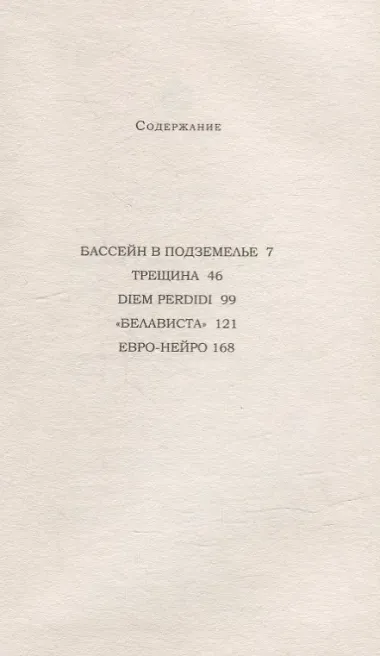 Содержание
БАССЕЙН В ПОДЗЕМЕЛЬЕ 7
ТРЕЩИНА 46
DIEM PERDIDI 99
«БЕЛАВИСТА» 121
ЕВРО-НЕЙРО 168